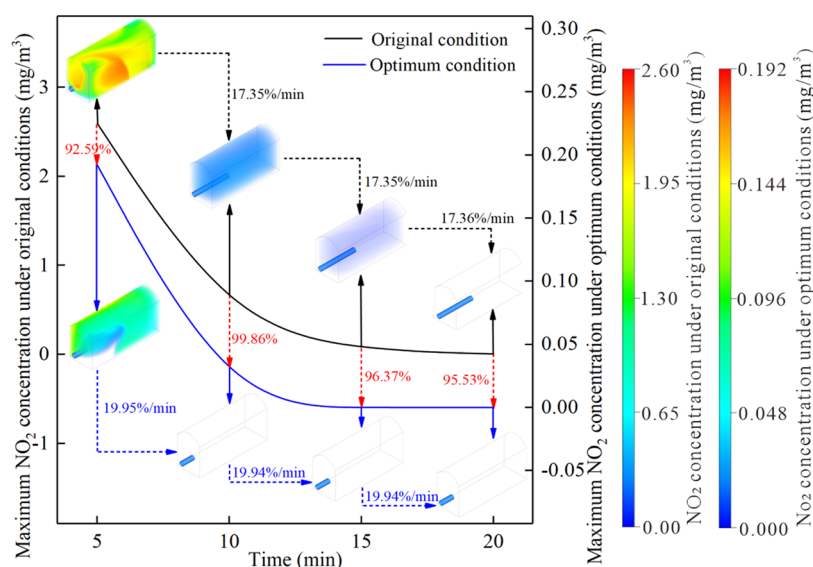 Maximum NO2 concentration under original conditions (mg/m³)
3
2
1
0
-1
5
10
15
20
Time (min)
Original condition
Optimum condition
17.35%/min
92.59%
17.35%/min
17.36%/min
99.86%
96.37%
95.53%
19.95%/min
19.94%/min
19.94%/min
0.30
0.25
0.20
0.15
0.10
0.05
0.00
-0.05
Maximum NO2 concentration under optimum conditions (mg/m³)
2.60
1.95
1.30
0.65
0.00
NO2 concentration under original conditions (mg/m³)
0.192
0.144
0.096
0.048
0.000
No2 concentration under optimum conditions (mg/m³)